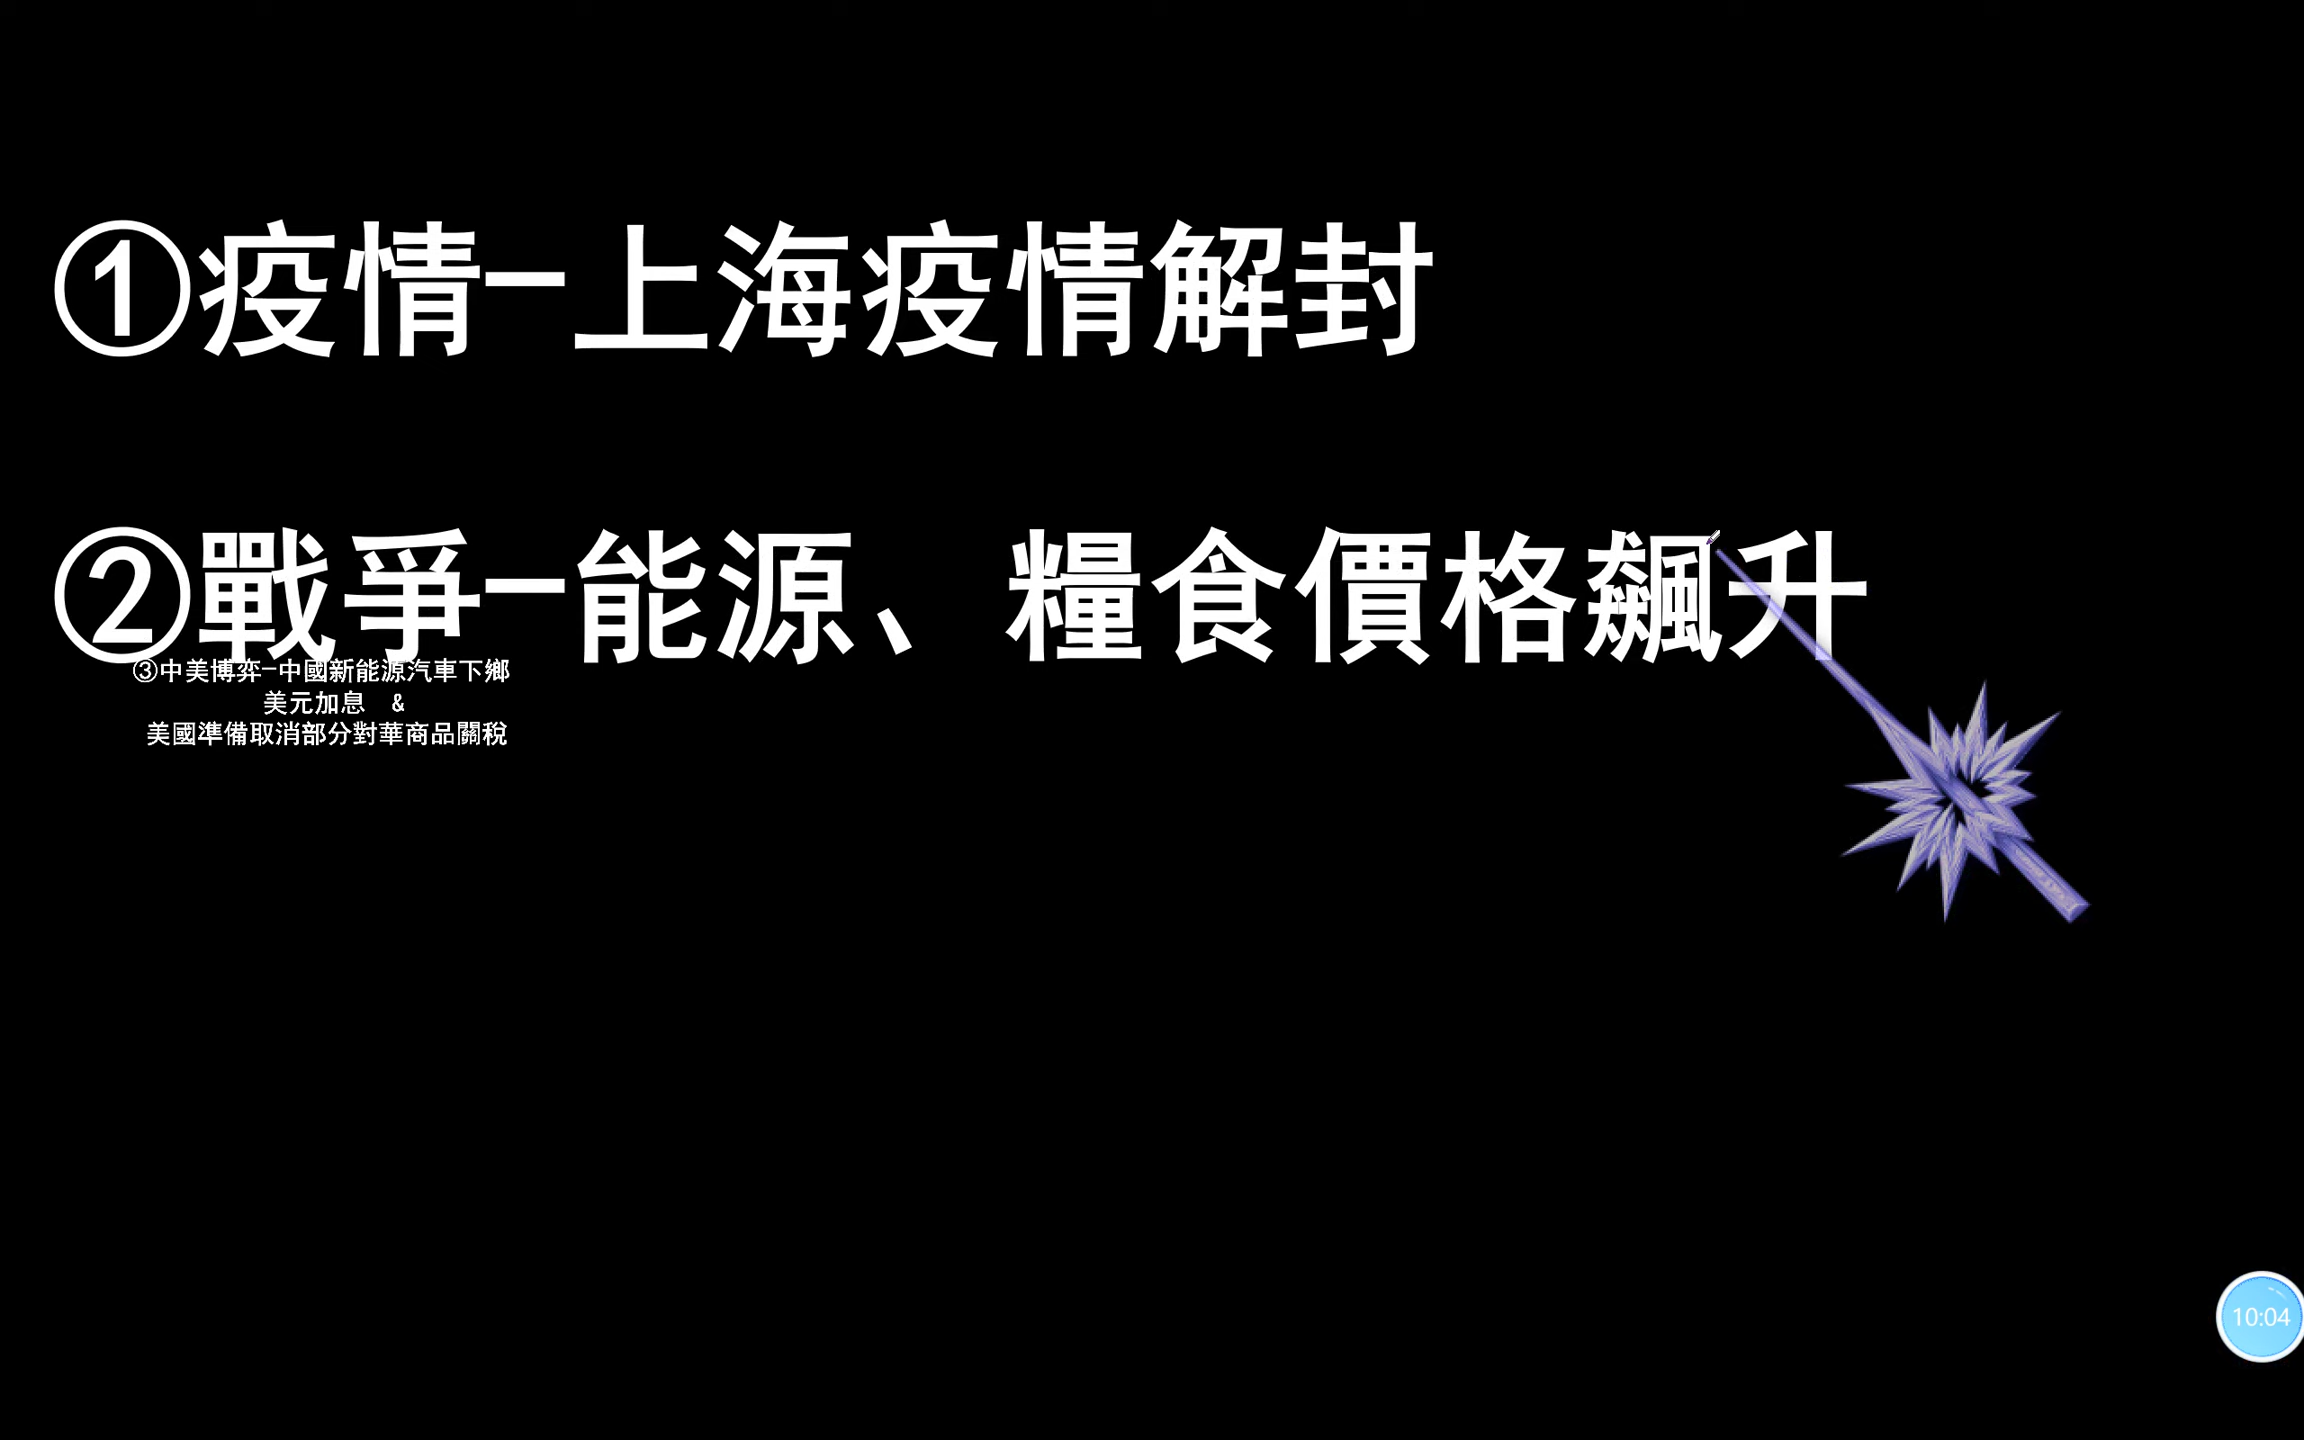 ①疫情-上海疫情解封
②戰爭-能源、糧食價格飆升
③中美博弈-中國新能源汽車下鄉
美元加息 &
美國準備取消部分對華商品關稅
10:04